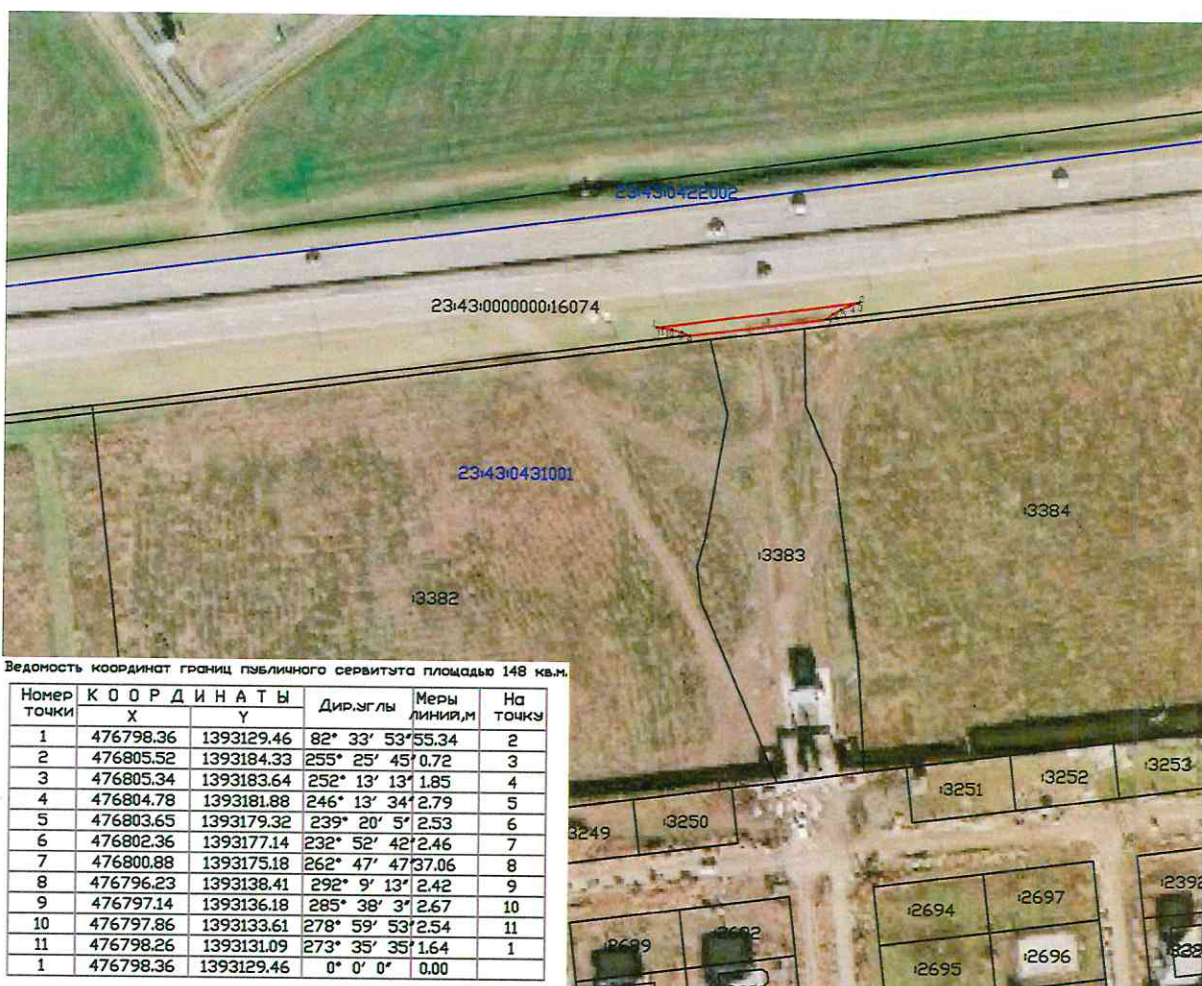 23:43:0422002
23:43:0000000:16074
23:43:0431001
:3384
:3383
:3382
Ведомость координат границ публичного сервитута площадью 148 кв.м.
Номер точки К О О Р Д И Н А Т Ы Дир.углы Меры линий,м На точку
X Y
1 476798.36 1393129.46 82° 33' 53" 55.34 2
2 476805.52 1393184.33 255° 25' 45" 0.72 3
3 476805.34 1393183.64 252° 13' 13" 1.85 4
4 476804.78 1393181.88 246° 13' 34" 2.79 5
5 476803.65 1393179.32 239° 20' 5" 2.53 6
6 476802.36 1393177.14 232° 52' 42" 2.46 7
7 476800.88 1393175.18 262° 47' 47" 37.06 8
8 476796.23 1393138.41 292° 9' 13" 2.42 9
9 476797.14 1393136.18 285° 38' 3" 2.67 10
10 476797.86 1393133.61 278° 59' 53" 2.54 11
11 476798.26 1393131.09 273° 35' 35" 1.64 1
1 476798.36 1393129.46 0° 0' 0" 0.00
:3253
:3252
:3251
:3250
3249
:2392
:2697
:2694
:2696
:2695